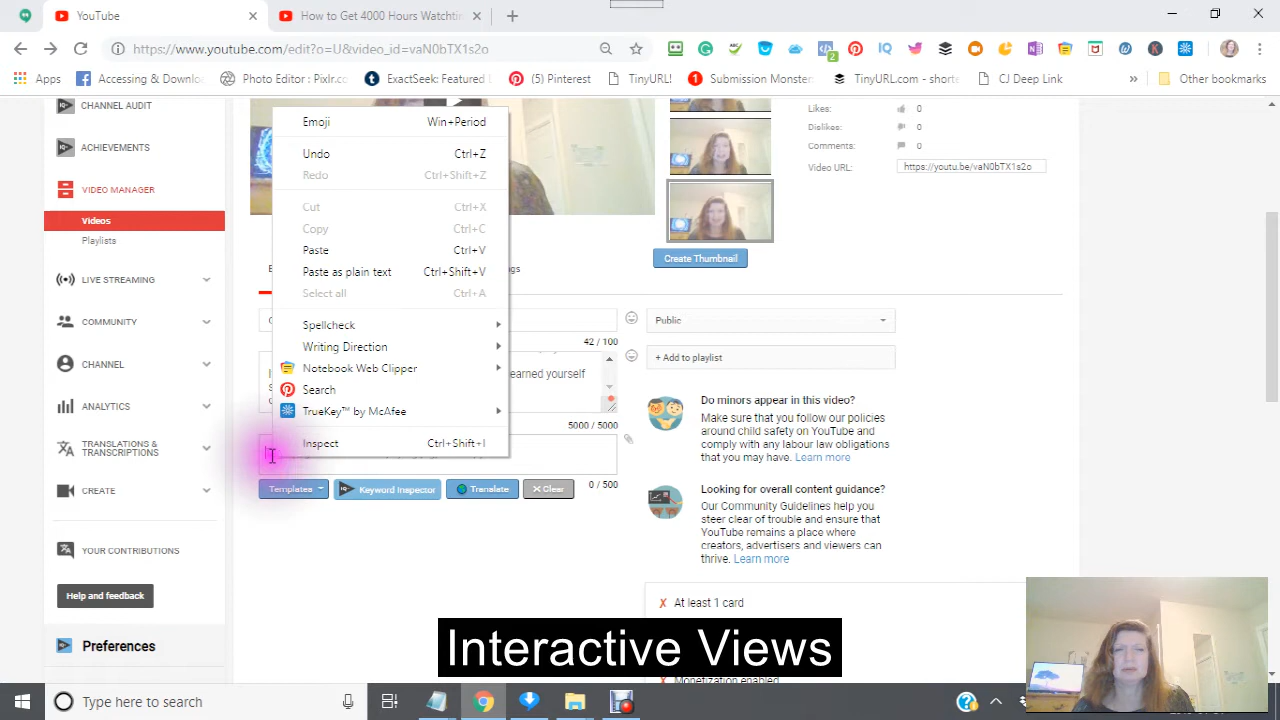 YouTube
How to Get 4000 Hours Watchtim
https://www.youtube.com/edit?o=U&video_id=vaN0bTX1s2o
2
Apps
Accessing & Downlo
Photo Editor : Pixlr.co
ExactSeek: Featured L
(5) Pinterest
TinyURL!
Submission Monster
TinyURL.com - shorte
CJ Deep Link
»
Other bookmarks
CHANNEL AUDIT
ACHIEVEMENTS
VIDEO MANAGER
Videos
Playlists
LIVE STREAMING
COMMUNITY
CHANNEL
ANALYTICS
TRANSLATIONS &
TRANSCRIPTIONS
CREATE
YOUR CONTRIBUTIONS
Help and feedback
Preferences
Emoji Win+Period
Undo Ctrl+Z
Redo Ctrl+Shift+Z
Cut Ctrl+X
Copy Ctrl+C
Paste Ctrl+V
Paste as plain text Ctrl+Shift+V
Select all Ctrl+A
Spellcheck
Writing Direction
Notebook Web Clipper
Search
TrueKey™ by McAfee
Inspect Ctrl+Shift+I
42 / 100
earned yourself
5000 / 5000
0 / 500
Templates
Keyword Inspector
Translate
Clear
Likes: 0
Dislikes: 0
Comments: 0
Video URL: https://youtu.be/vaN0bTX1s2o
Create Thumbnail
Public
+ Add to playlist
Do minors appear in this video?
Make sure that you follow our policies
around child safety on YouTube and
comply with any labour law obligations
that you may have. Learn more
Looking for overall content guidance?
Our Community Guidelines help you
steer clear of trouble and ensure that
YouTube remains a place where
creators, advertisers and viewers can
thrive. Learn more
✗ At least 1 card
Monetization enabled
Interactive Views
Type here to search